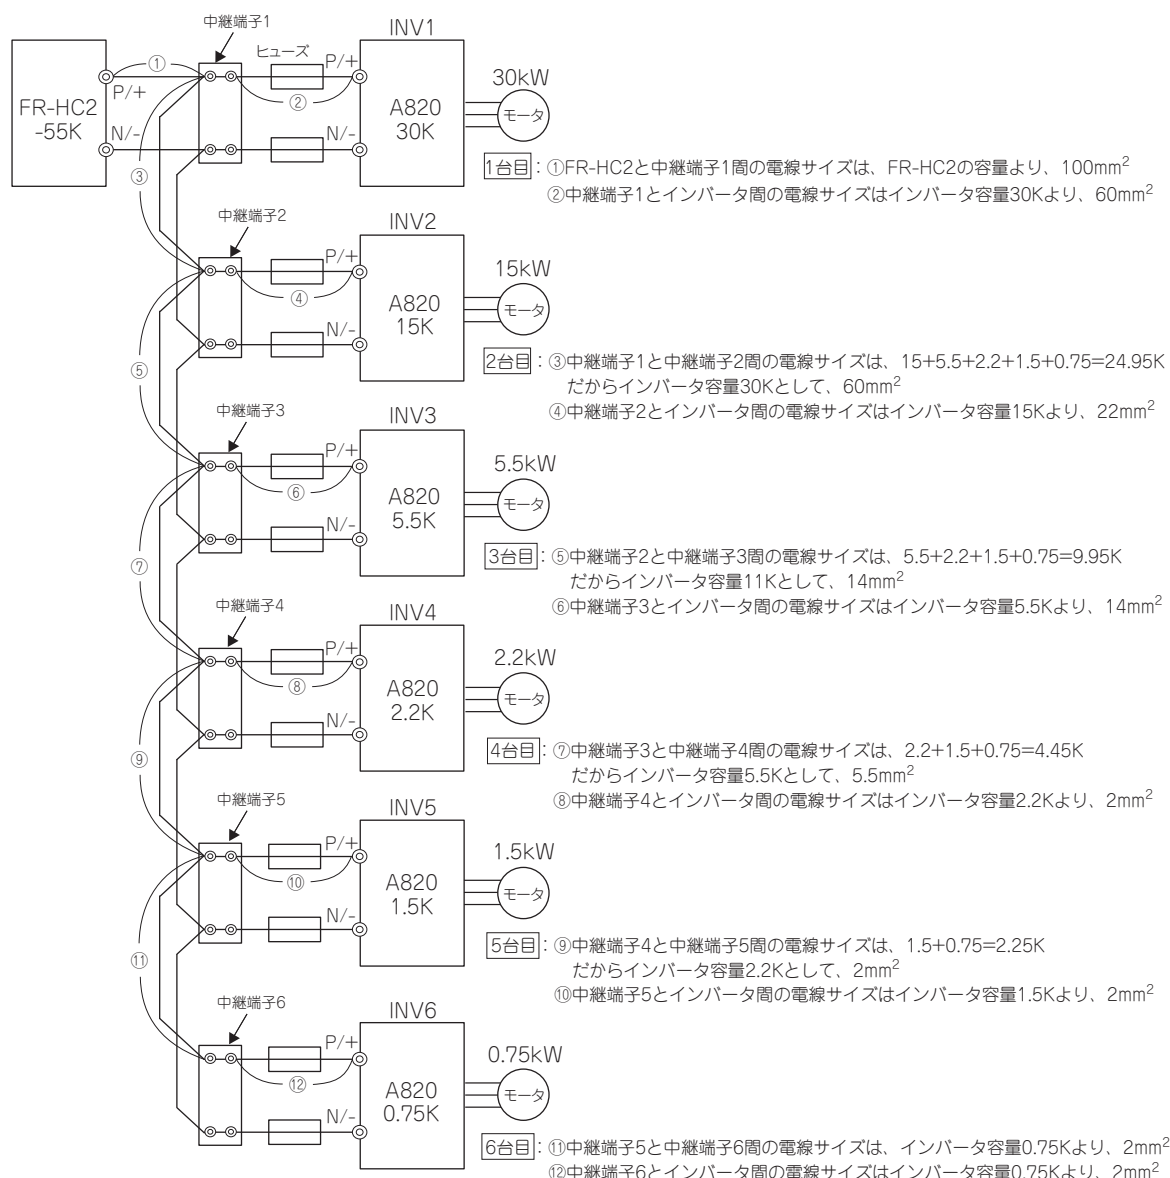 中継端子1
INV1
ヒューズ
①
P/+
P/+
②
FR-HC2
-55K
A820
30K
30kW
モータ
N/-
N/-
③
1台目：①FR-HC2と中継端子1間の電線サイズは、FR-HC2の容量より、100mm²
②中継端子1とインバータ間の電線サイズはインバータ容量30Kより、60mm²
中継端子2
INV2
P/+
④
A820
15K
15kW
モータ
N/-
⑤
2台目：③中継端子1と中継端子2間の電線サイズは、15+5.5+2.2+1.5+0.75=24.95K
だからインバータ容量30Kとして、60mm²
④中継端子2とインバータ間の電線サイズはインバータ容量15Kより、22mm²
中継端子3
INV3
P/+
⑥
A820
5.5K
5.5kW
モータ
N/-
⑦
3台目：⑤中継端子2と中継端子3間の電線サイズは、5.5+2.2+1.5+0.75=9.95K
だからインバータ容量11Kとして、14mm²
⑥中継端子3とインバータ間の電線サイズはインバータ容量5.5Kより、14mm²
中継端子4
INV4
P/+
⑧
A820
2.2K
2.2kW
モータ
N/-
⑨
4台目：⑦中継端子3と中継端子4間の電線サイズは、2.2+1.5+0.75=4.45K
だからインバータ容量5.5Kとして、5.5mm²
⑧中継端子4とインバータ間の電線サイズはインバータ容量2.2Kより、2mm²
中継端子5
INV5
P/+
⑩
A820
1.5K
1.5kW
モータ
N/-
⑪
5台目：⑨中継端子4と中継端子5間の電線サイズは、1.5+0.75=2.25K
だからインバータ容量2.2Kとして、2mm²
⑩中継端子5とインバータ間の電線サイズはインバータ容量1.5Kより、2mm²
中継端子6
INV6
P/+
⑫
A820
0.75K
0.75kW
モータ
N/-
6台目：⑪中継端子5と中継端子6間の電線サイズは、インバータ容量0.75Kより、2mm²
⑫中継端子6とインバータ間の電線サイズはインバータ容量0.75Kより、2mm²